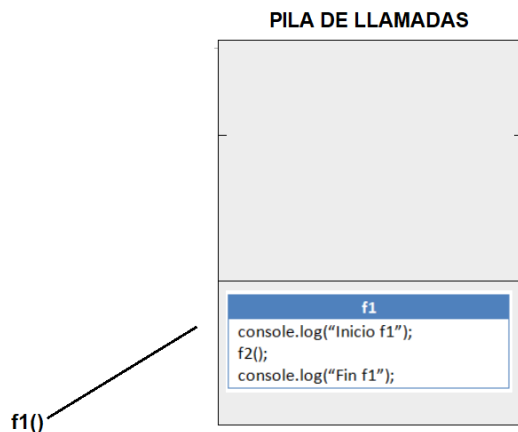 PILA DE LLAMADAS
f1
console.log(“Inicio f1”);
f2();
console.log(“Fin f1”);
f1()